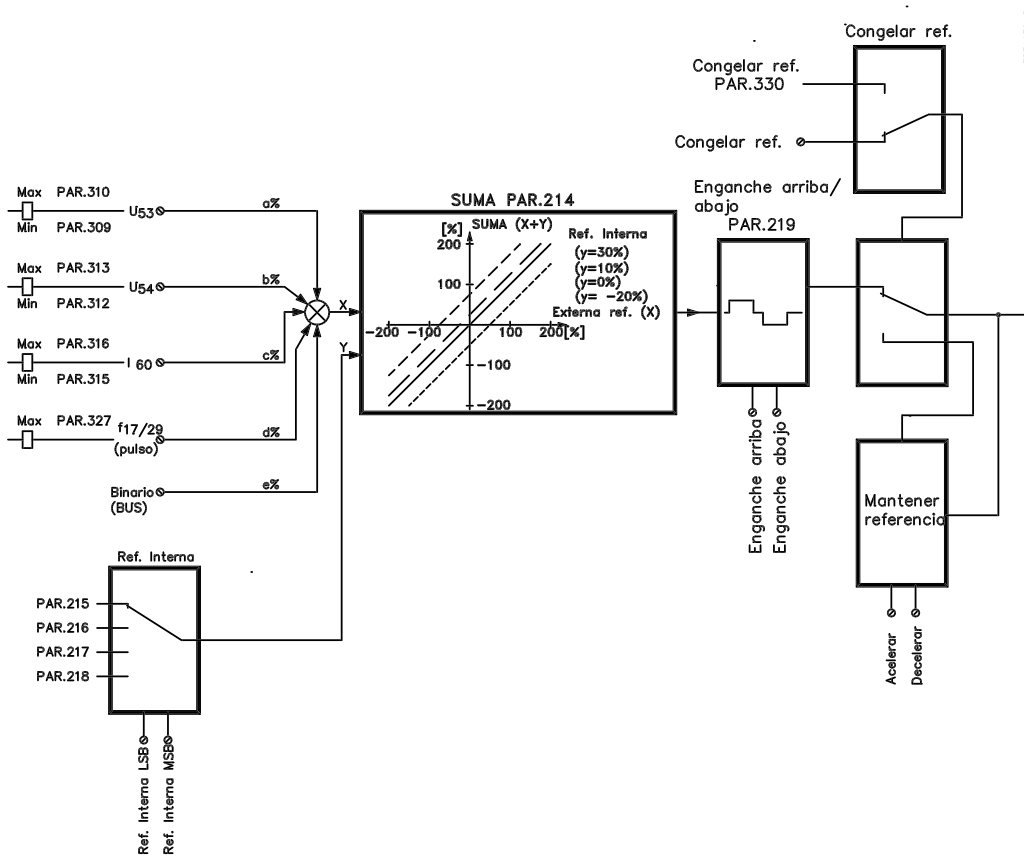 Congelar ref.
Congelar ref.
PAR.330
Congelar ref.
Max PAR.310
U53
a%
Min PAR.309
Max PAR.313
U54
b%
Min PAR.312
Max PAR.316
I 60
c%
Min PAR.315
Max PAR.327
f17/29
(pulso)
d%
Binario
(BUS)
e%
X
Y
SUMA PAR.214
[%] SUMA (X+Y)
200
100
-200 -100 100 200[%]
-100
-200
Ref. Interna
(y=30%)
(y=10%)
(y=0%)
(y= -20%)
Externa ref. (X)
Enganche arriba/
abajo
PAR.219
Enganche arriba
Enganche abajo
Mantener
referencia
Acelerar
Decelerar
Ref. Interna
PAR.215
PAR.216
PAR.217
PAR.218
Ref. Interna LSB
Ref. Interna MSB